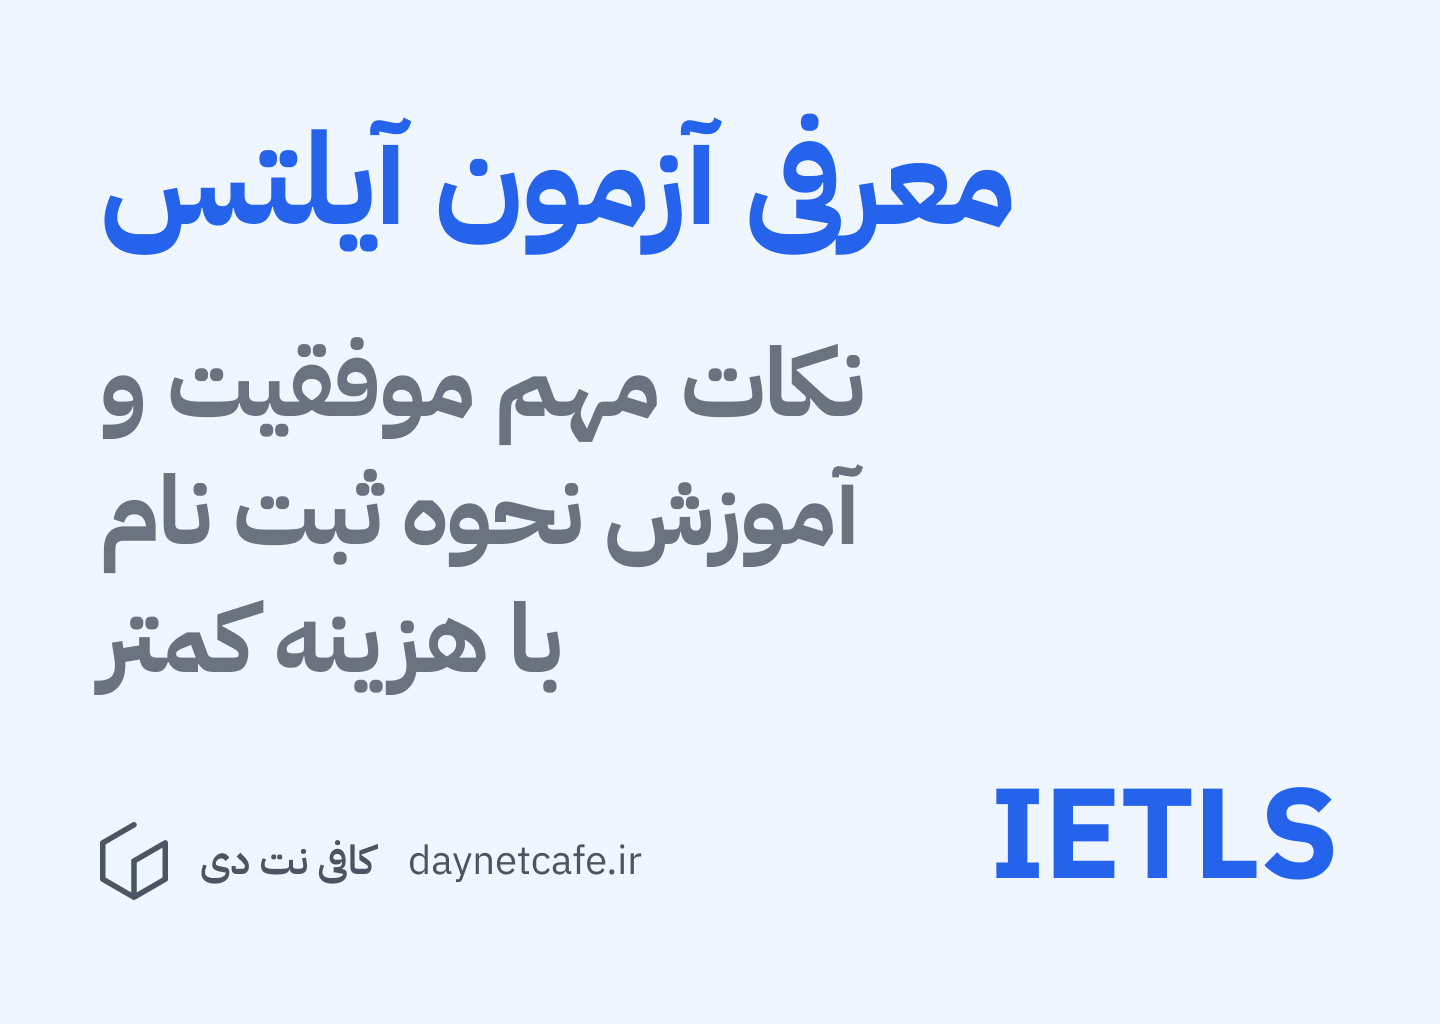 معرفی آزمون آیلتس
نکات مهم موفقیت و
آموزش نحوه ثبت نام
با هزینه کمتر
IETLS
کافی نت دی daynetcafe.ir